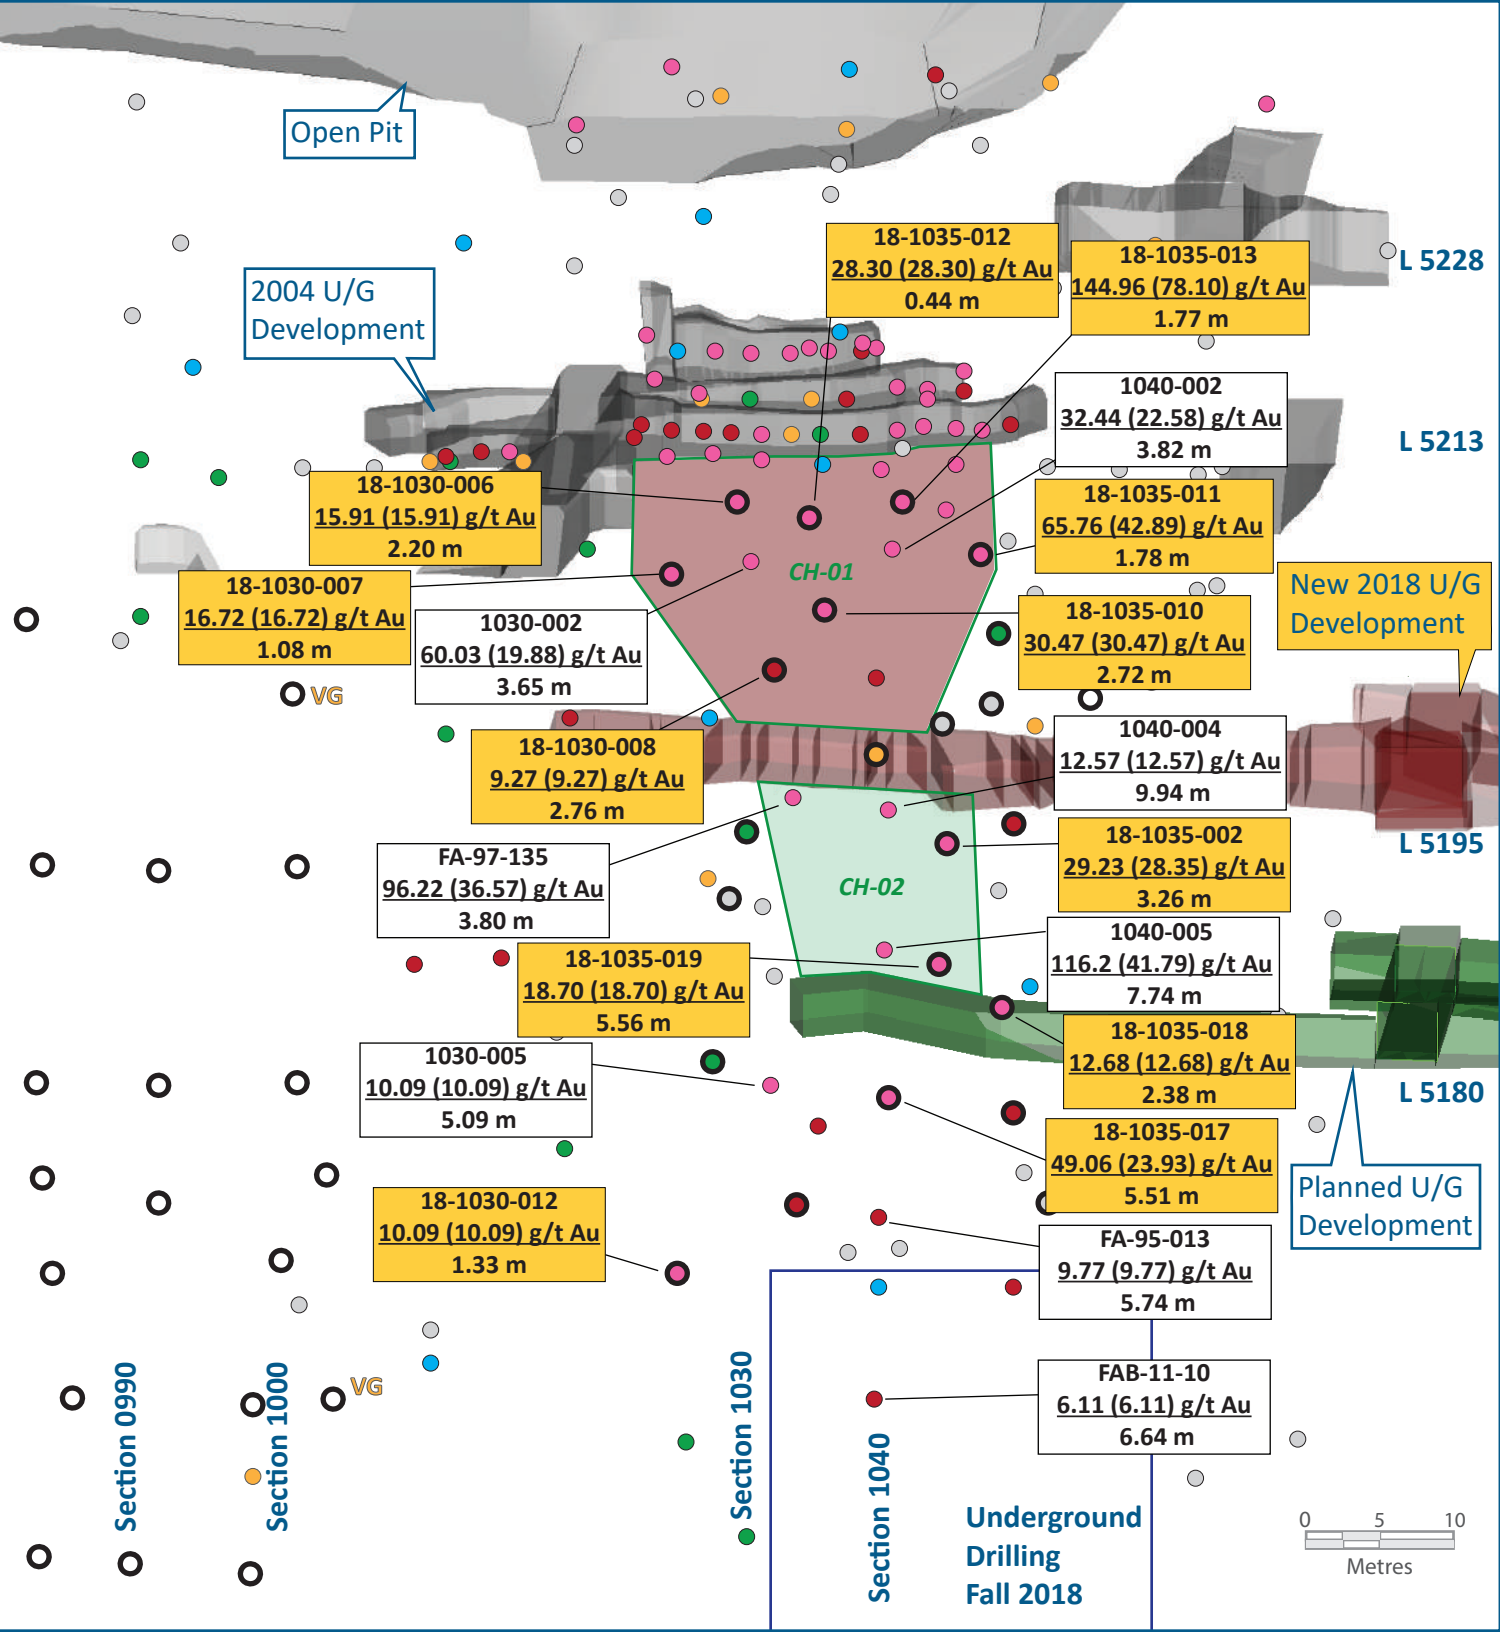 Open Pit
18-1035-012
28.30 (28.30) g/t Au
0.44 m
18-1035-013
144.96 (78.10) g/t Au
1.77 m
L 5228
2004 U/G
Development
1040-002
32.44 (22.58) g/t Au
3.82 m
L 5213
18-1030-006
15.91 (15.91) g/t Au
2.20 m
18-1035-011
65.76 (42.89) g/t Au
1.78 m
CH-01
18-1030-007
16.72 (16.72) g/t Au
1.08 m
New 2018 U/G
Development
1030-002
60.03 (19.88) g/t Au
3.65 m
18-1035-010
30.47 (30.47) g/t Au
2.72 m
VG
18-1030-008
9.27 (9.27) g/t Au
2.76 m
1040-004
12.57 (12.57) g/t Au
9.94 m
L 5195
FA-97-135
96.22 (36.57) g/t Au
3.80 m
18-1035-002
29.23 (28.35) g/t Au
3.26 m
CH-02
18-1035-019
18.70 (18.70) g/t Au
5.56 m
1040-005
116.2 (41.79) g/t Au
7.74 m
18-1035-018
12.68 (12.68) g/t Au
2.38 m
L 5180
1030-005
10.09 (10.09) g/t Au
5.09 m
18-1035-017
49.06 (23.93) g/t Au
5.51 m
Planned U/G
Development
18-1030-012
10.09 (10.09) g/t Au
1.33 m
FA-95-013
9.77 (9.77) g/t Au
5.74 m
VG
FAB-11-10
6.11 (6.11) g/t Au
6.64 m
Section 0990
Section 1000
Section 1030
Section 1040
Underground
Drilling
Fall 2018
0 5 10
Metres